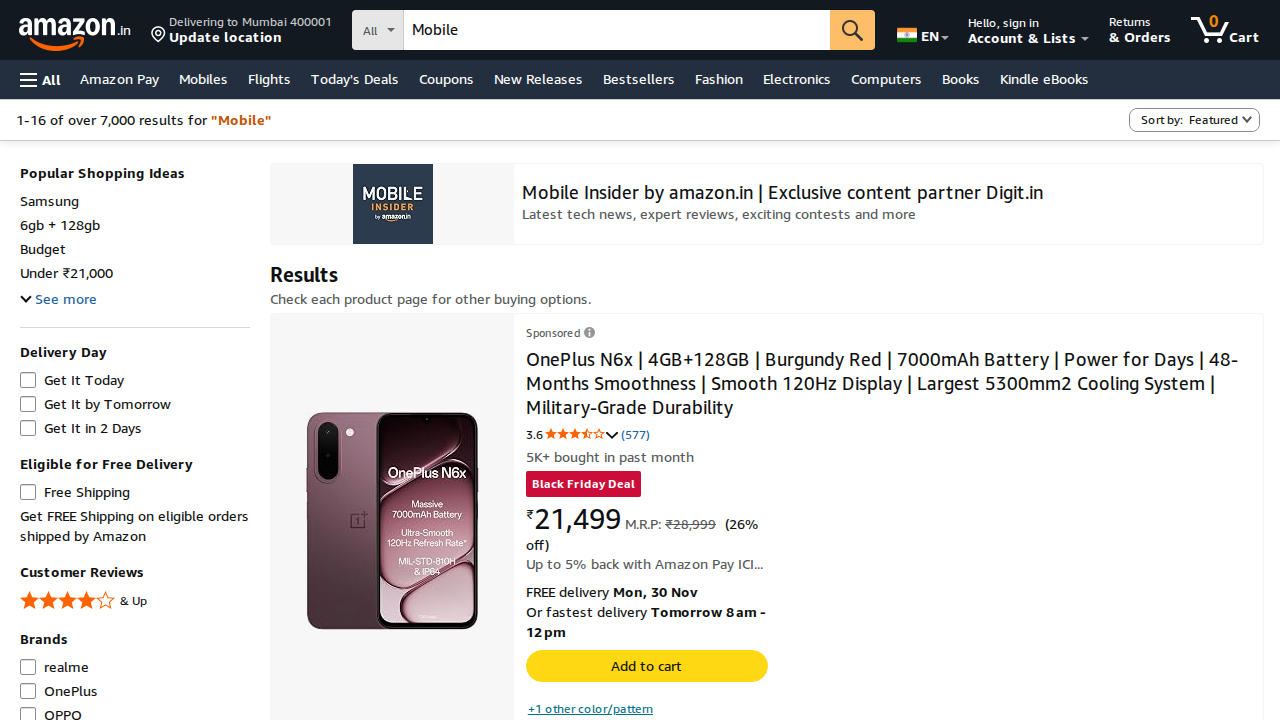 amazon.in
Delivering to Mumbai 400001
Update location
All
Mobile
EN
Hello, sign in
Account & Lists
Returns
& Orders
0
Cart
All
Amazon Pay
Mobiles
Flights
Today's Deals
Coupons
New Releases
Bestsellers
Fashion
Electronics
Computers
Books
Kindle eBooks
1-16 of over 7,000 results for "Mobile"
Sort by: Featured
Popular Shopping Ideas
Samsung
6gb + 128gb
Budget
Under ₹21,000
See more
Delivery Day
Get It Today
Get It by Tomorrow
Get It in 2 Days
Eligible for Free Delivery
Free Shipping
Get FREE Shipping on eligible orders
shipped by Amazon
Customer Reviews
& Up
Brands
realme
OnePlus
OPPO
MOBILE
INSIDER
by amazon.in
Mobile Insider by amazon.in | Exclusive content partner Digit.in
Latest tech news, expert reviews, exciting contests and more
Results
Check each product page for other buying options.
OnePlus N6x
Massive
7000mAh Battery
Ultra-Smooth
120Hz Refresh Rate*
MIL-STD-810H
& IP64
Sponsored
OnePlus N6x | 4GB+128GB | Burgundy Red | 7000mAh Battery | Power for Days | 48-
Months Smoothness | Smooth 120Hz Display | Largest 5300mm2 Cooling System |
Military-Grade Durability
3.6 (577)
5K+ bought in past month
Black Friday Deal
₹21,499 M.R.P: ₹28,999 (26%
off)
Up to 5% back with Amazon Pay ICI…
FREE delivery Mon, 30 Nov
Or fastest delivery Tomorrow 8 am -
12 pm
Add to cart
+1 other color/pattern